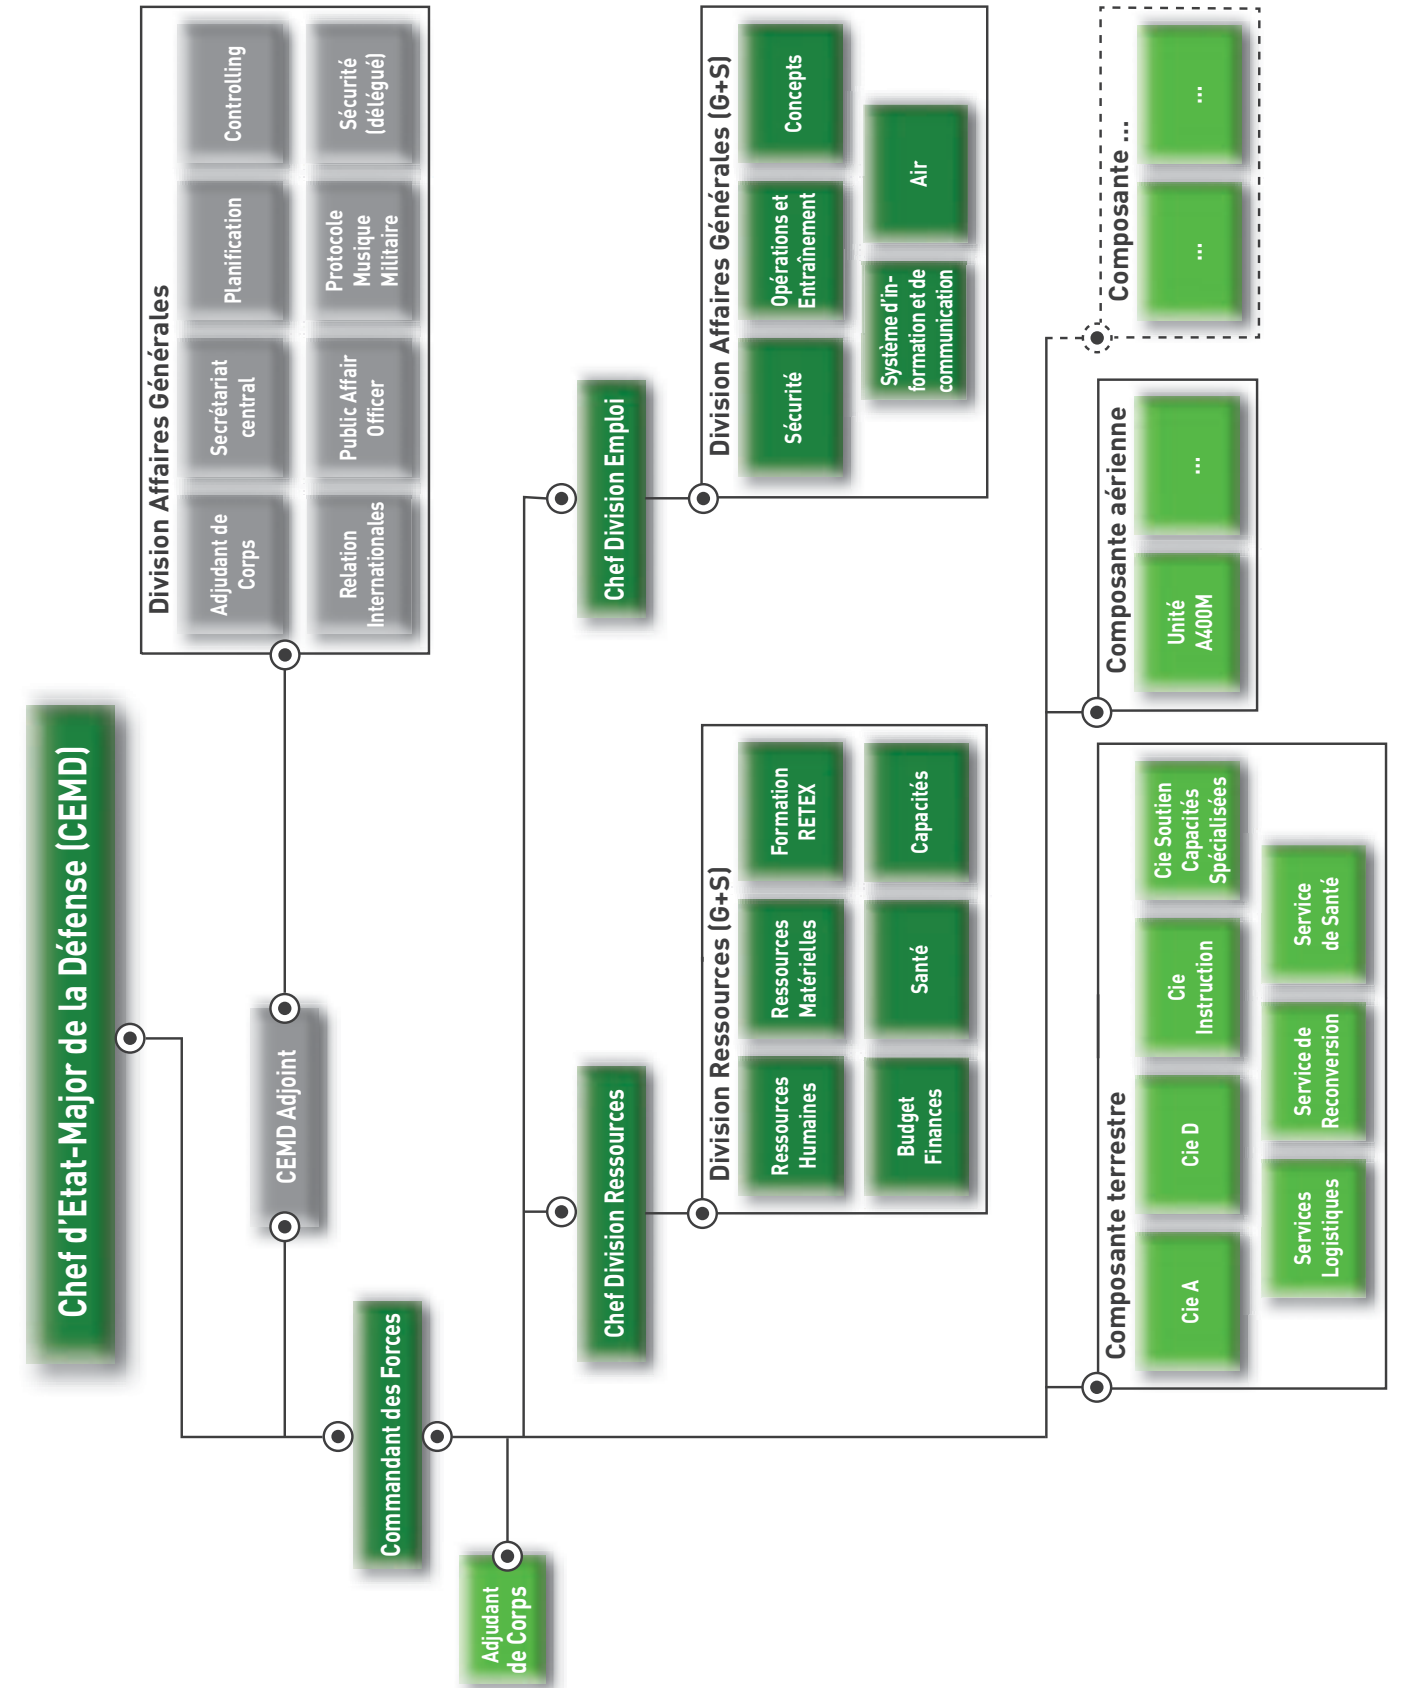 Chef d'Etat-Major de la Défense (CEMD)
CEMD Adjoint
Division Affaires Générales
Adjudant de
Corps
Secrétariat
central
Planification
Controlling
Relation
Internationales
Public Affair
Officer
Protocole
Musique
Militaire
Sécurité
(délégué)
Commandant des Forces
Adjudant
de Corps
Chef Division Ressources
Division Ressources (G+S)
Ressources
Humaines
Ressources
Matérielles
Formation
RETEX
Budget
Finances
Santé
Capacités
Chef Division Emploi
Division Affaires Générales (G+S)
Sécurité
Opérations et
Entraînement
Concepts
Système d'in-
formation et de
communication
Air
Composante terrestre
Cie A
Cie D
Cie
Instruction
Cie Soutien
Capacités
Spécialisées
Services
Logistiques
Service de
Reconversion
Service
de Santé
Composante aérienne
Unité
A400M
...
Composante ...
...
...